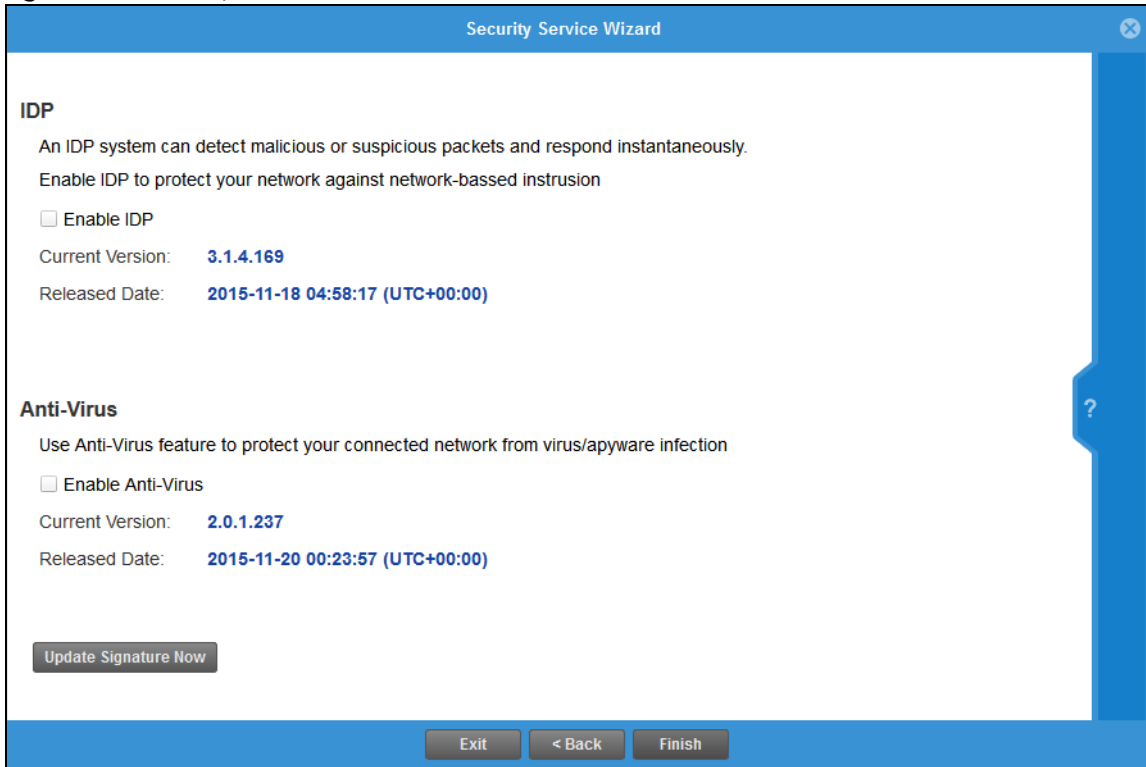 Security Service Wizard
IDP
An IDP system can detect malicious or suspicious packets and respond instantaneously.
Enable IDP to protect your network against network-bassed instrusion
Enable IDP
Current Version: 3.1.4.169
Released Date: 2015-11-18 04:58:17 (UTC+00:00)
Anti-Virus
?
Use Anti-Virus feature to protect your connected network from virus/apyware infection
Enable Anti-Virus
Current Version: 2.0.1.237
Released Date: 2015-11-20 00:23:57 (UTC+00:00)
Update Signature Now
Exit < Back Finish